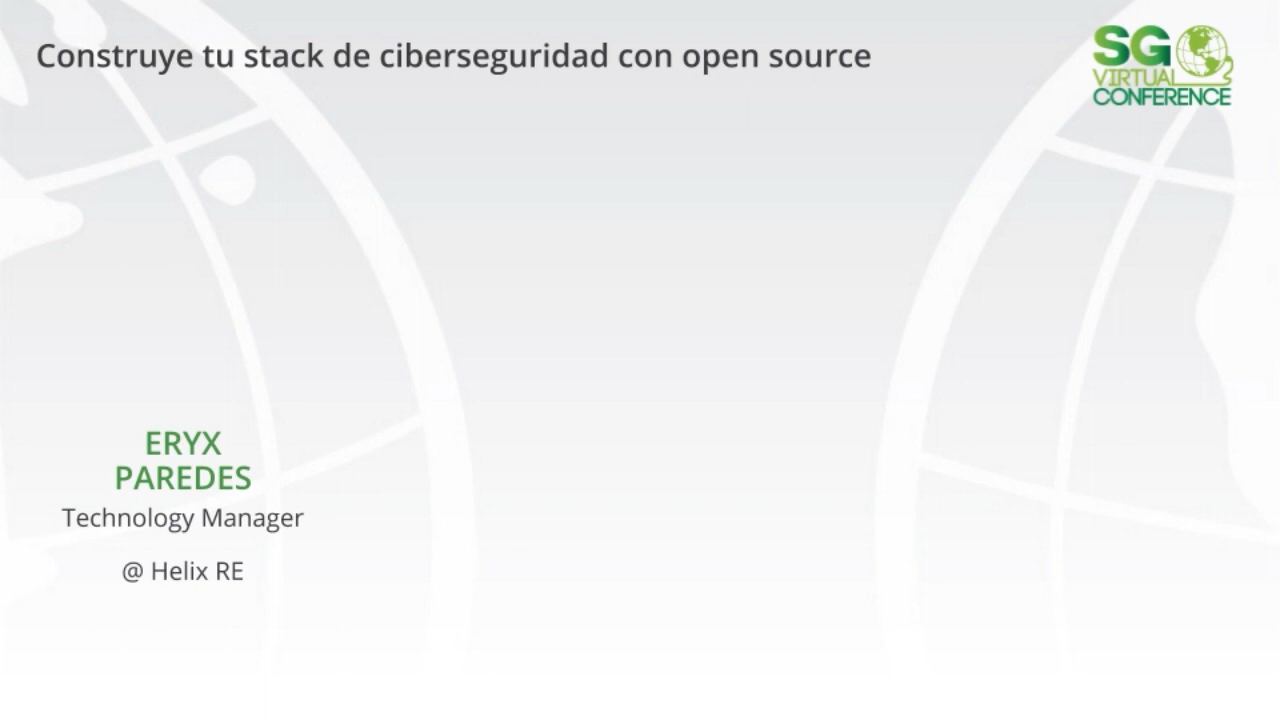 Construye tu stack de ciberseguridad con open source
SG
VIRTUAL
CONFERENCE
ERYX
PAREDES
Technology Manager
@ Helix RE